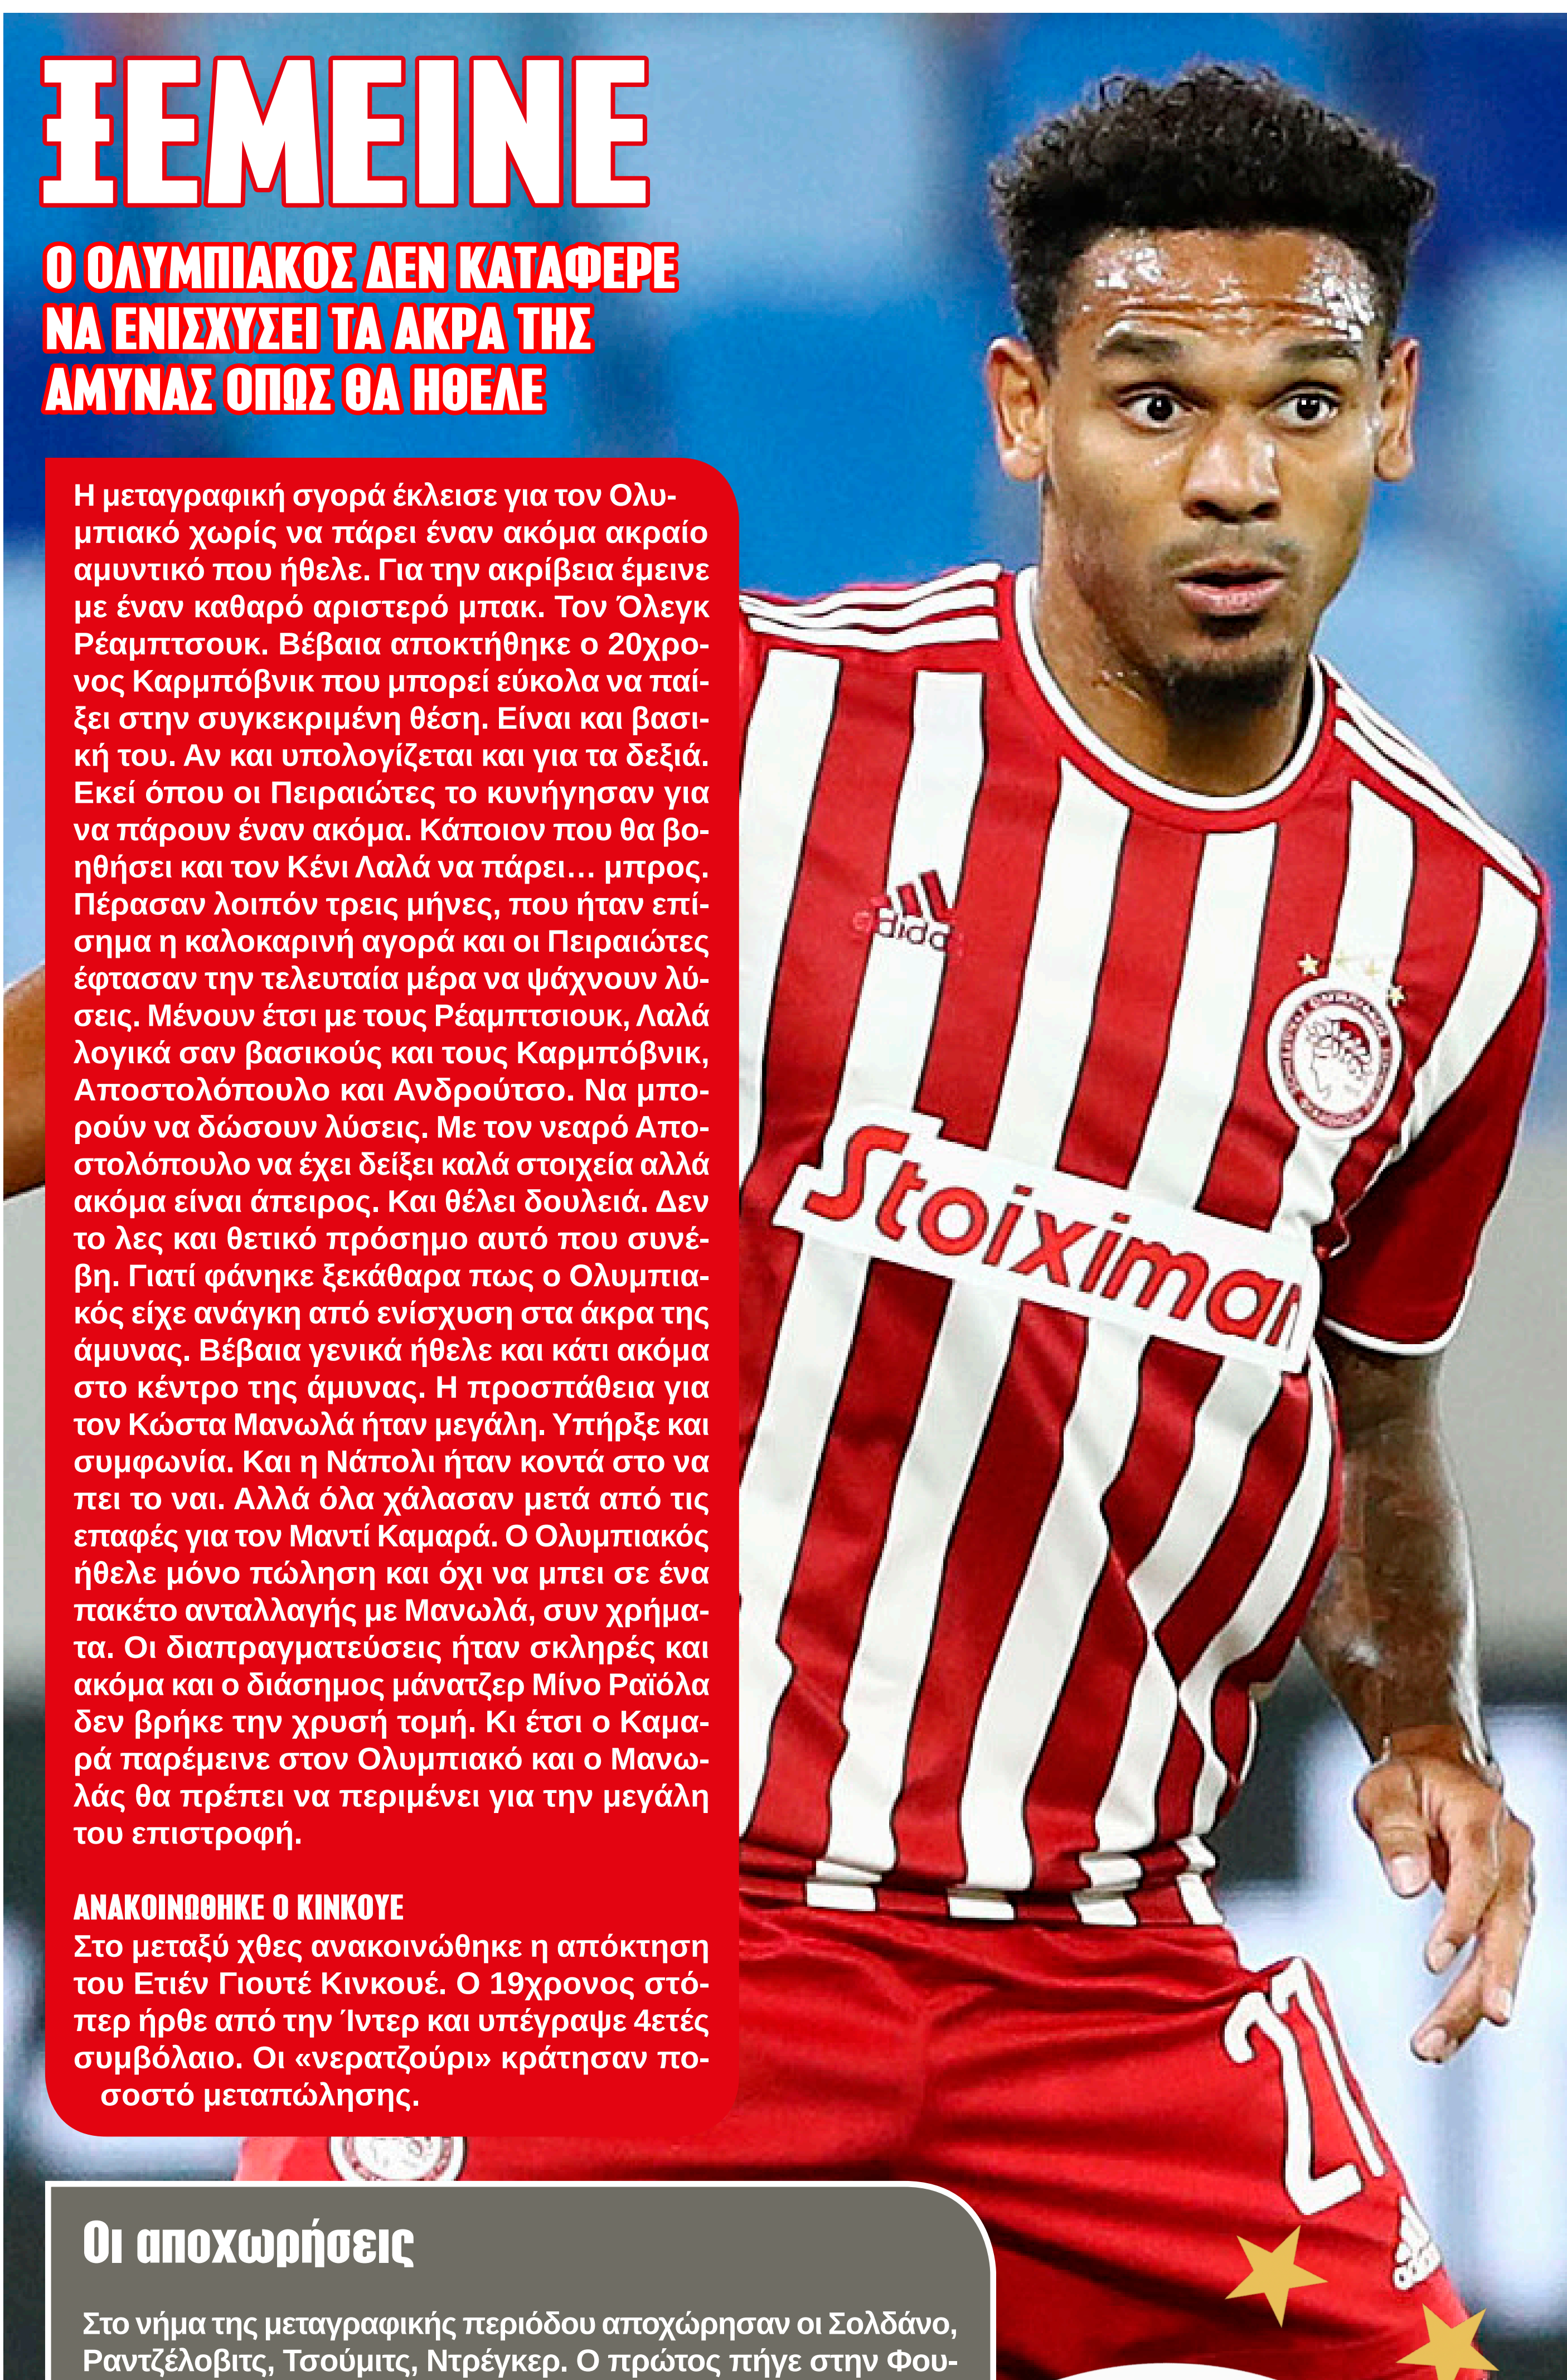 ΞΕΜΕΙΝΕ
Ο ΟΛΥΜΠΙΑΚΟΣ ΔΕΝ ΚΑΤΑΦΕΡΕ
ΝΑ ΕΝΙΣΧΥΣΕΙ ΤΑ ΑΚΡΑ ΤΗΣ
ΑΜΥΝΑΣ ΟΠΩΣ ΘΑ ΗΘΕΛΕ
Η μεταγραφική σγορά έκλεισε για τον Ολυ-
μπιακό χωρίς να πάρει έναν ακόμα ακραίο
αμυντικό που ήθελε. Για την ακρίβεια έμεινε
με έναν καθαρό αριστερό μπακ. Τον Όλεγκ
Ρέαμπτσουκ. Βέβαια αποκτήθηκε ο 20χρο-
νος Καρμπόβνικ που μπορεί εύκολα να παί-
ξει στην συγκεκριμένη θέση. Είναι και βασι-
κή του. Αν και υπολογίζεται και για τα δεξιά.
Εκεί όπου οι Πειραιώτες το κυνήγησαν για
να πάρουν έναν ακόμα. Κάποιον που θα βο-
ηθήσει και τον Κένι Λαλά να πάρει… μπρος.
Πέρασαν λοιπόν τρεις μήνες, που ήταν επί-
σημα η καλοκαρινή αγορά και οι Πειραιώτες
έφτασαν την τελευταία μέρα να ψάχνουν λύ-
σεις. Μένουν έτσι με τους Ρέαμπτσιουκ, Λαλά
λογικά σαν βασικούς και τους Καρμπόβνικ,
Αποστολόπουλο και Ανδρούτσο. Να μπο-
ρούν να δώσουν λύσεις. Με τον νεαρό Απο-
στολόπουλο να έχει δείξει καλά στοιχεία αλλά
ακόμα είναι άπειρος. Και θέλει δουλειά. Δεν
το λες και θετικό πρόσημο αυτό που συνέ-
βη. Γιατί φάνηκε ξεκάθαρα πως ο Ολυμπια-
κός είχε ανάγκη από ενίσχυση στα άκρα της
άμυνας. Βέβαια γενικά ήθελε και κάτι ακόμα
στο κέντρο της άμυνας. Η προσπάθεια για
τον Κώστα Μανωλά ήταν μεγάλη. Υπήρξε και
συμφωνία. Και η Νάπολι ήταν κοντά στο να
πει το ναι. Αλλά όλα χάλασαν μετά από τις
επαφές για τον Μαντί Καμαρά. Ο Ολυμπιακός
ήθελε μόνο πώληση και όχι να μπει σε ένα
πακέτο ανταλλαγής με Μανωλά, συν χρήμα-
τα. Οι διαπραγματεύσεις ήταν σκληρές και
ακόμα και ο διάσημος μάνατζερ Μίνο Ραϊόλα
δεν βρήκε την χρυσή τομή. Κι έτσι ο Καμα-
ρά παρέμεινε στον Ολυμπιακό και ο Μανω-
λάς θα πρέπει να περιμένει για την μεγάλη
του επιστροφή.
ΑΝΑΚΟΙΝΩΘΗΚΕ Ο ΚΙΝΚΟΥΕ
Στο μεταξύ χθες ανακοινώθηκε η απόκτηση
του Ετιέν Γιουτέ Κινκουέ. Ο 19χρονος στό-
περ ήρθε από την Ίντερ και υπέγραψε 4ετές
συμβόλαιο. Οι «νερατζούρι» κράτησαν πο-
σοστό μεταπώλησης.
adidas
Stoiximan
27
Οι αποχωρήσεις
Στο νήμα της μεταγραφικής περιόδου αποχώρησαν οι Σολδάνο,
Ραντζέλοβιτς, Τσούμιτς, Ντρέγκερ. Ο πρώτος πήγε στην Φου-